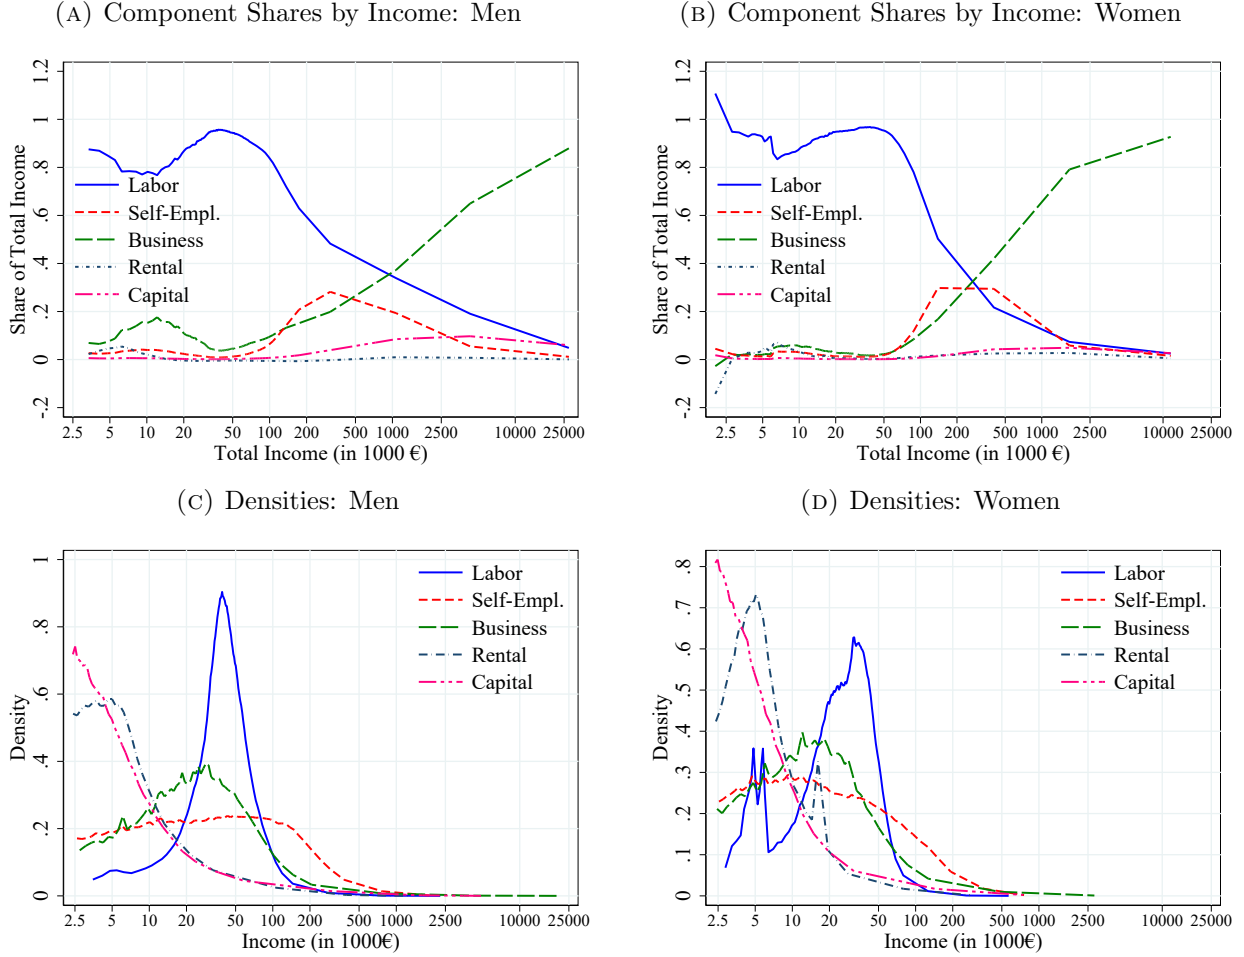 (A) Component Shares by Income: Men
(B) Component Shares by Income: Women
Share of Total Income
1.2
1
.8
.6
.4
.2
0
-.2
Labor
Self-Empl.
Business
Rental
Capital
2.5 5 10 20 50 100 200 500 1000 2500 10000 25000
Total Income (in 1000 €)
Share of Total Income
1.2
1
.8
.6
.4
.2
0
-.2
Labor
Self-Empl.
Business
Rental
Capital
2.5 5 10 20 50 100 200 500 1000 2500 10000 25000
Total Income (in 1000 €)
(C) Densities: Men
(D) Densities: Women
Density
1
.8
.6
.4
.2
0
Labor
Self-Empl.
Business
Rental
Capital
2.5 5 10 20 50 100 200 500 1000 2500 10000 25000
Income (in 1000€)
Density
.8
.7
.6
.5
.4
.3
.2
.1
0
Labor
Self-Empl.
Business
Rental
Capital
2.5 5 10 20 50 100 200 500 1000 2500 10000 25000
Income (in 1000€)